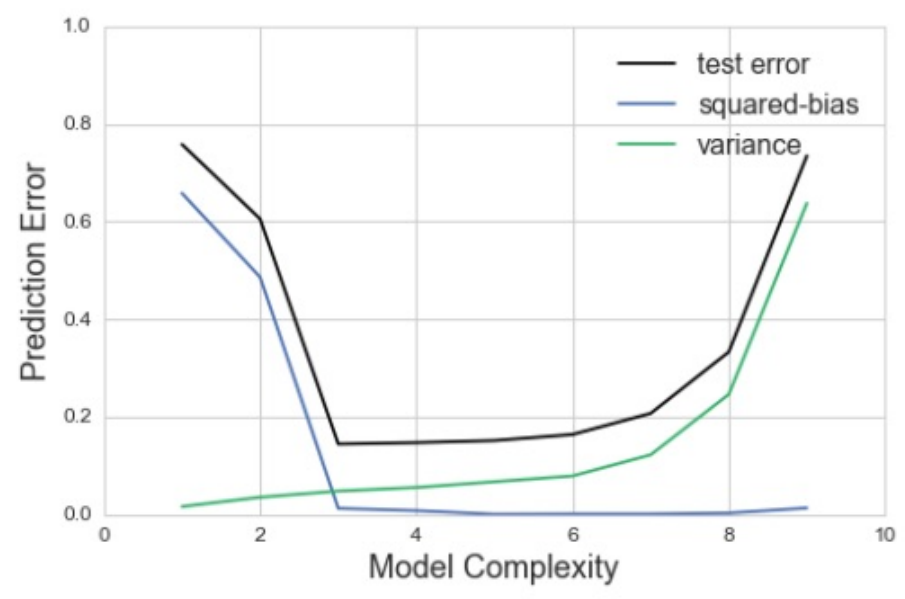 1.0
0.8
0.6
0.4
0.2
0.0
Prediction Error
test error
squared-bias
variance
0 2 4 6 8 10
Model Complexity